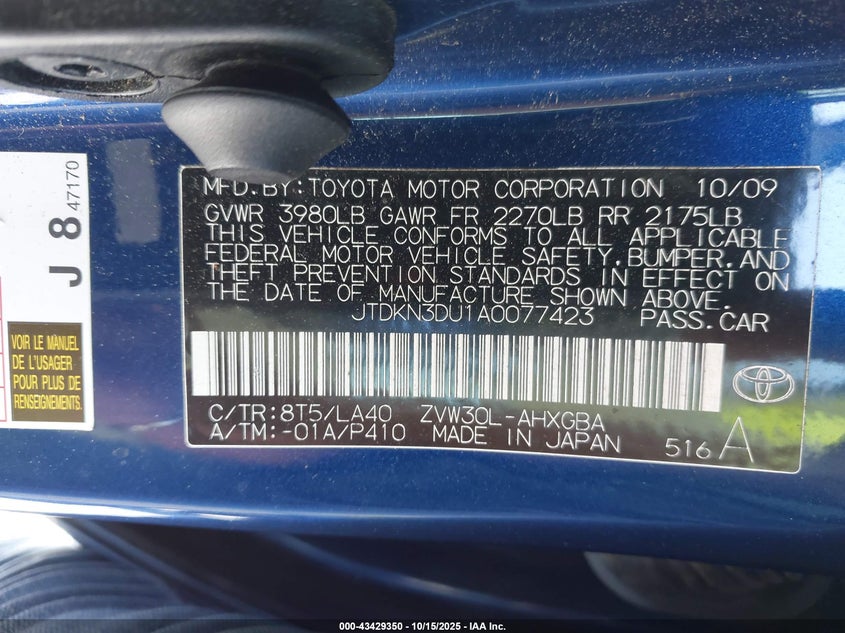 J 8 47170
VOIR LE MANUEL
DE L'USAGER
POUR PLUS DE
RENSEIGNEMENTS.
MFD.BY:TOYOTA MOTOR CORPORATION 10/09
GVWR 3980LB GAWR FR 2270LB RR 2175LB
THIS VEHICLE CONFORMS TO ALL APPLICABLE
FEDERAL MOTOR VEHICLE SAFETY,BUMPER,AND
THEFT PREVENTION STANDARDS IN EFFECT ON
THE DATE OF MANUFACTURE SHOWN ABOVE.
JTDKN3DU1A0077423 PASS.CAR
C/TR:8T5/LA40 ZVW30L-AHXGBA
A/TM:-01A/P410 MADE IN JAPAN 516 A
000-43429350 | 10/15/2025 - IAA Inc.